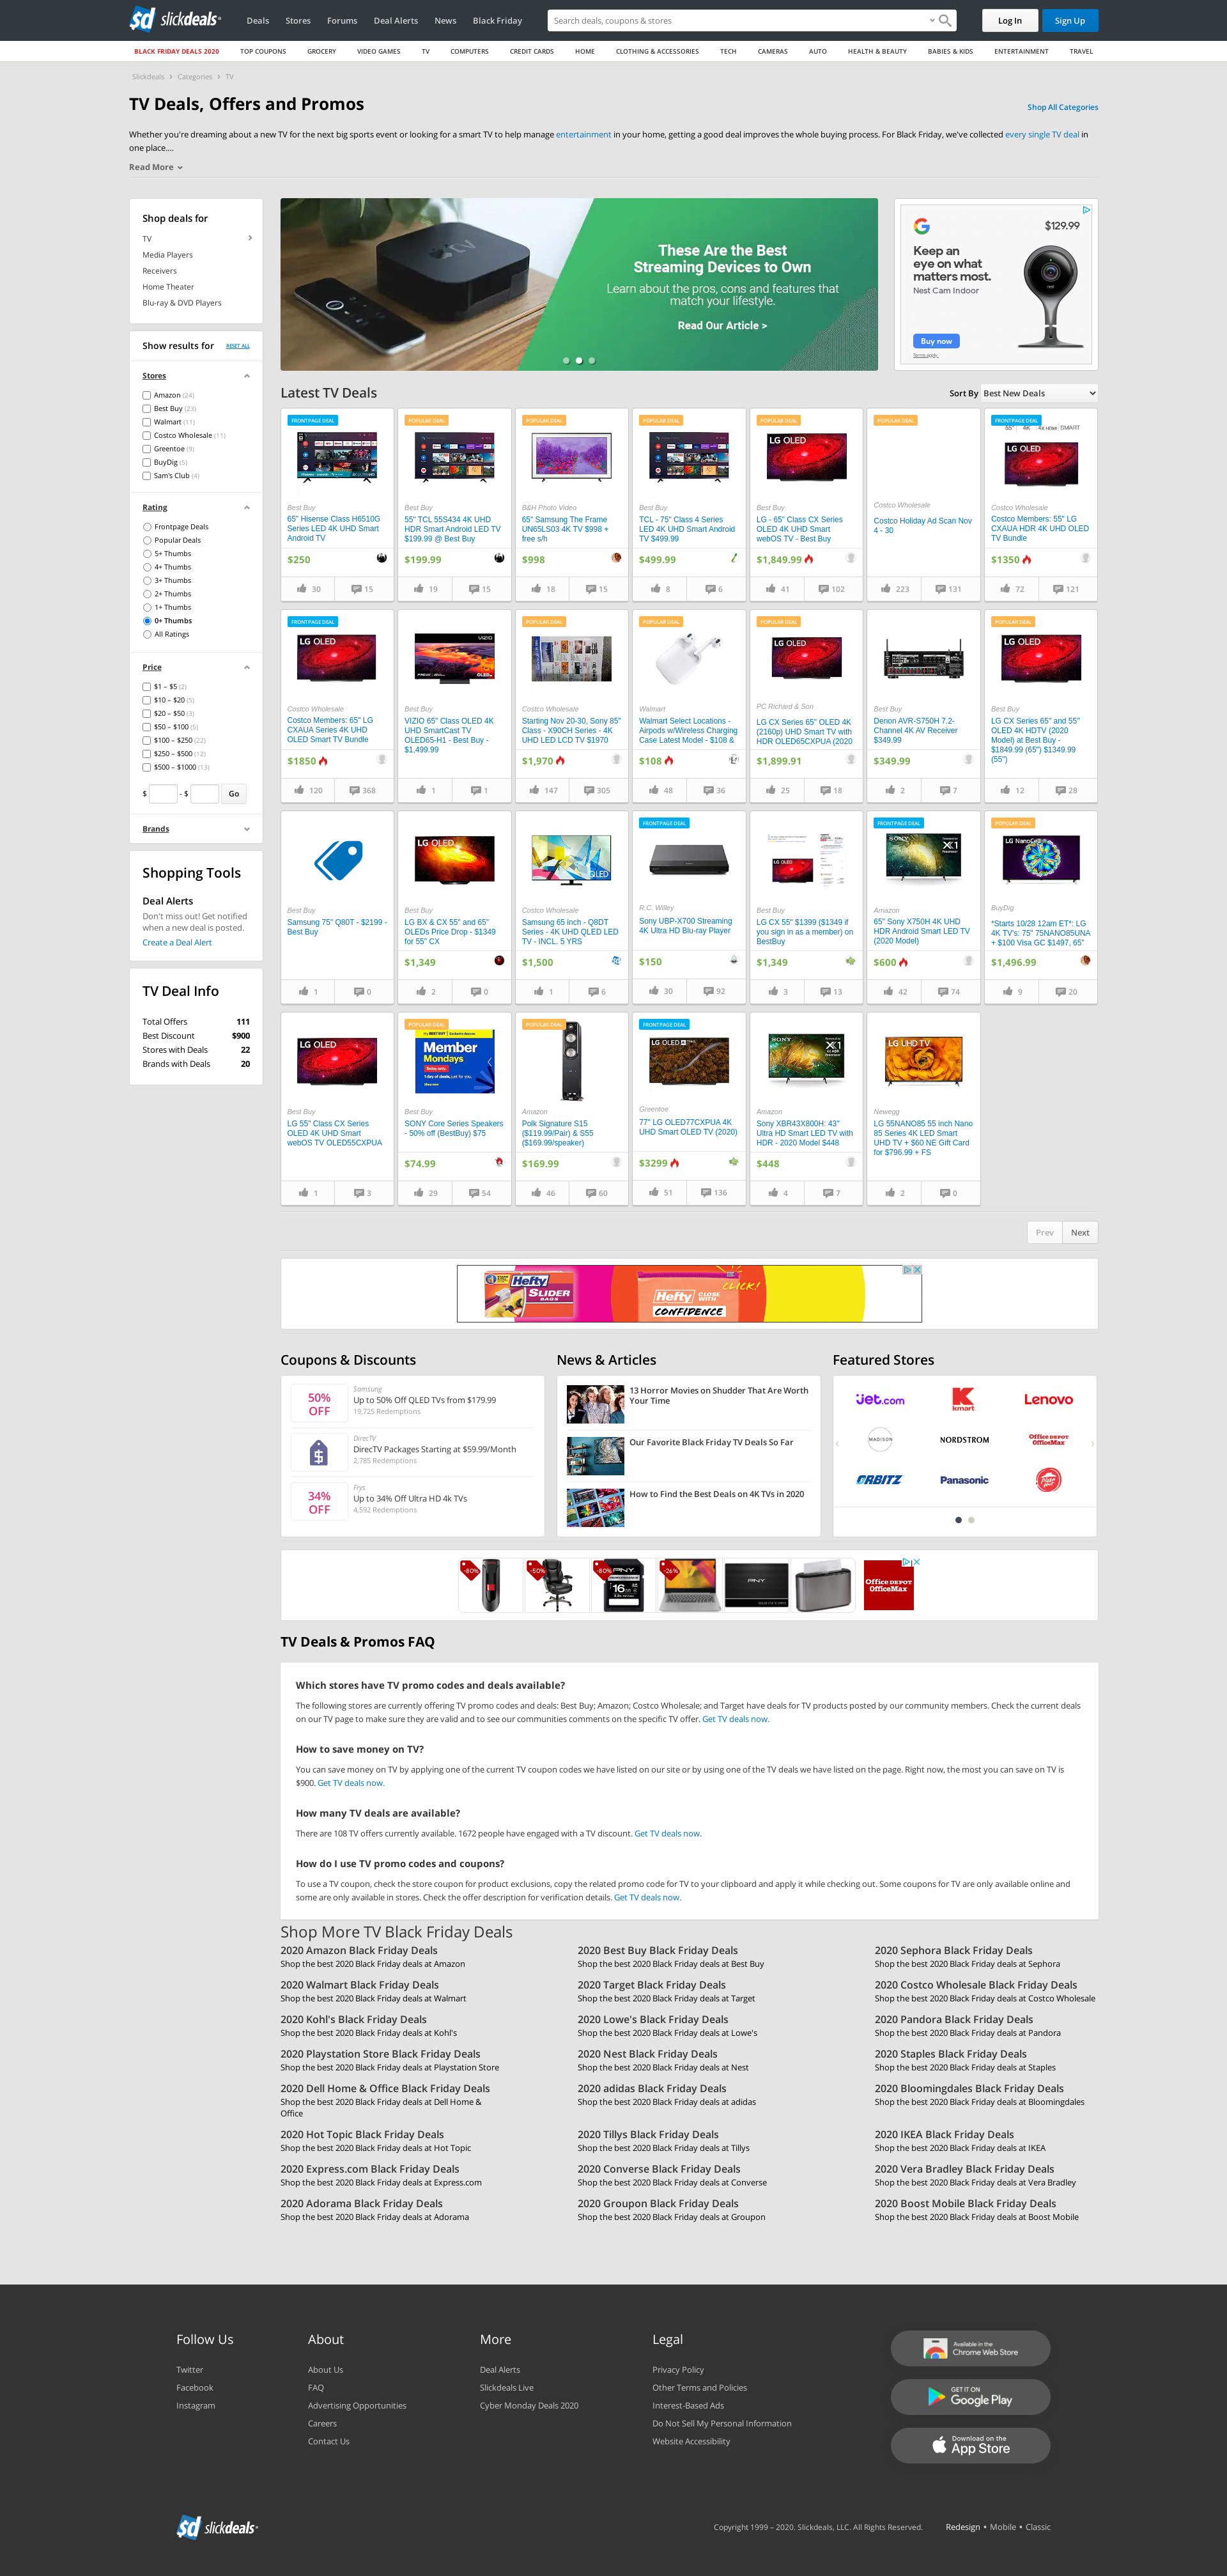 slickdeals
Deals Stores Forums Deal Alerts News Black Friday
Search deals, coupons & stores
Log In
Sign Up
BLACK FRIDAY DEALS 2020 TOP COUPONS GROCERY VIDEO GAMES TV COMPUTERS CREDIT CARDS HOME CLOTHING & ACCESSORIES TECH CAMERAS AUTO HEALTH & BEAUTY BABIES & KIDS ENTERTAINMENT TRAVEL
Slickdeals › Categories › TV
TV Deals, Offers and Promos
Shop All Categories
Whether you're dreaming about a new TV for the next big sports event or looking for a smart TV to help manage entertainment in your home, getting a good deal improves the whole buying process. For Black Friday, we've collected every single TV deal in
one place....
Read More
Shop deals for
TV
Media Players
Receivers
Home Theater
Blu-ray & DVD Players
Show results for RESET ALL
Stores
Amazon (24)
Best Buy (23)
Walmart (11)
Costco Wholesale (11)
Greentoe (9)
BuyDig (5)
Sam's Club (4)
Rating
Frontpage Deals
Popular Deals
5+ Thumbs
4+ Thumbs
3+ Thumbs
2+ Thumbs
1+ Thumbs
0+ Thumbs
All Ratings
Price
$1 – $5 (2)
$10 – $20 (5)
$20 – $50 (3)
$50 – $100 (5)
$100 – $250 (22)
$250 – $500 (12)
$500 – $1000 (13)
$ - $ Go
Brands
Shopping Tools
Deal Alerts
Don't miss out! Get notified
when a new deal is posted.
Create a Deal Alert
TV Deal Info
Total Offers 111
Best Discount $900
Stores with Deals 22
Brands with Deals 20
These Are the Best
Streaming Devices to Own
Learn about the pros, cons and features that
match your lifestyle.
Read Our Article >
$129.99
Keep an
eye on what
matters most.
Nest Cam Indoor
Buy now
Terms apply.
Latest TV Deals
Sort By Best New Deals
FRONTPAGE DEAL
Best Buy
65" Hisense Class H6510G
Series LED 4K UHD Smart
Android TV
$250
30 15
POPULAR DEAL
Best Buy
55" TCL 55S434 4K UHD
HDR Smart Android LED TV
$199.99 @ Best Buy
$199.99
19 15
POPULAR DEAL
B&H Photo Video
65" Samsung The Frame
UN65LS03 4K TV $998 +
free s/h
$998
18 15
POPULAR DEAL
Best Buy
TCL - 75" Class 4 Series
LED 4K UHD Smart Android
TV $499.99
$499.99
8 6
POPULAR DEAL
LG OLED
Best Buy
LG - 65" Class CX Series
OLED 4K UHD Smart
webOS TV - Best Buy
$1,849.99
41 102
POPULAR DEAL
Costco Wholesale
Costco Holiday Ad Scan Nov
4 - 30
223 131
FRONTPAGE DEAL
55" 4K 4x HDMI SMART
LG OLED
Costco Wholesale
Costco Members: 55" LG
CXAUA HDR 4K UHD OLED
TV Bundle
$1350
72 121
FRONTPAGE DEAL
LG OLED
Costco Wholesale
Costco Members: 65" LG
CXAUA Series 4K UHD
OLED Smart TV Bundle
$1850
120 368
VIZIO
Best Buy
VIZIO 65" Class OLED 4K
UHD SmartCast TV
OLED65-H1 - Best Buy -
$1,499.99
1 1
Costco Wholesale
Starting Nov 20-30, Sony 85"
Class - X90CH Series - 4K
UHD LED LCD TV $1970
$1,970
147 305
POPULAR DEAL
Walmart
Walmart Select Locations -
Airpods w/Wireless Charging
Case Latest Model - $108 &
$108
48 36
POPULAR DEAL
LG OLED
PC Richard & Son
LG CX Series 65" OLED 4K
(2160p) UHD Smart TV with
HDR OLED65CXPUA (2020
$1,899.91
25 18
Best Buy
Denon AVR-S750H 7.2-
Channel 4K AV Receiver
$349.99
$349.99
2 7
POPULAR DEAL
LG OLED
Best Buy
LG CX Series 65" and 55"
OLED 4K HDTV (2020
Model) at Best Buy -
$1849.99 (65") $1349.99
(55")
12 28
Best Buy
Samsung 75" Q80T - $2199 -
Best Buy
1 0
LG OLED
Best Buy
LG BX & CX 55" and 65"
OLEDs Price Drop - $1349
for 55" CX
$1,349
2 0
QLED
Costco Wholesale
Samsung 65 inch - Q8DT
Series - 4K UHD QLED LED
TV - INCL. 5 YRS
$1,500
1 6
FRONTPAGE DEAL
R.C. Willey
Sony UBP-X700 Streaming
4K Ultra HD Blu-ray Player
$150
30 92
LG OLED
Best Buy
LG CX 55" $1399 ($1349 if
you sign in as a member) on
BestBuy
$1,349
3 13
FRONTPAGE DEAL
SONY
X1
Amazon
65" Sony X750H 4K UHD
HDR Android Smart LED TV
(2020 Model)
$600
42 74
POPULAR DEAL
LG NanoCell
BuyDig
*Starts 10/28 12am ET*: LG
4K TV's: 75" 75NANO85UNA
+ $100 Visa GC $1497, 65"
$1,496.99
9 20
LG OLED
Best Buy
LG 55" Class CX Series
OLED 4K UHD Smart
webOS TV OLED55CXPUA
1 3
POPULAR DEAL
Member
Mondays
Best Buy
SONY Core Series Speakers
- 50% off (BestBuy) $75
$74.99
29 54
POPULAR DEAL
Amazon
Polk Signature S15
($119.99/Pair) & S55
($169.99/speaker)
$169.99
46 60
FRONTPAGE DEAL
LG OLED
Greentoe
77" LG OLED77CXPUA 4K
UHD Smart OLED TV (2020)
$3299
51 136
SONY
X1
Amazon
Sony XBR43X800H: 43"
Ultra HD Smart LED TV with
HDR - 2020 Model $448
$448
4 7
LG UHD TV
Newegg
LG 55NANO85 55 inch Nano
85 Series 4K LED Smart
UHD TV + $60 NE Gift Card
for $796.99 + FS
2 0
Prev Next
Hefty
SLIDER
BAGS
Hefty
CLOSE WITH
CONFIDENCE
CLICK!
Coupons & Discounts
50%
OFF
Samsung
Up to 50% Off QLED TVs from $179.99
19,725 Redemptions
DirecTV
DirecTV Packages Starting at $59.99/Month
2,785 Redemptions
34%
OFF
Frys
Up to 34% Off Ultra HD 4k TVs
4,592 Redemptions
News & Articles
13 Horror Movies on Shudder That Are Worth
Your Time
Our Favorite Black Friday TV Deals So Far
How to Find the Best Deals on 4K TVs in 2020
Featured Stores
jet.com
kmart
Lenovo
MADISON
NORDSTROM
Office DEPOT
OfficeMax
ORBITZ
Panasonic
-80%
-50%
-80%
PNY
16
-26%
PNY
Office DEPOT
OfficeMax
TV Deals & Promos FAQ
Which stores have TV promo codes and deals available?
The following stores are currently offering TV promo codes and deals: Best Buy; Amazon; Costco Wholesale; and Target have deals for TV products posted by our community members. Check the current deals
on our TV page to make sure they are valid and to see our communities comments on the specific TV offer. Get TV deals now.
How to save money on TV?
You can save money on TV by applying one of the current TV coupon codes we have listed on our site or by using one of the TV deals we have listed on the page. Right now, the most you can save on TV is
$900. Get TV deals now.
How many TV deals are available?
There are 108 TV offers currently available. 1672 people have engaged with a TV discount. Get TV deals now.
How do I use TV promo codes and coupons?
To use a TV coupon, check the store coupon for product exclusions, copy the related promo code for TV to your clipboard and apply it while checking out. Some coupons for TV are only available online and
some are only available in stores. Check the offer description for verification details. Get TV deals now.
Shop More TV Black Friday Deals
2020 Amazon Black Friday Deals
Shop the best 2020 Black Friday deals at Amazon
2020 Best Buy Black Friday Deals
Shop the best 2020 Black Friday deals at Best Buy
2020 Sephora Black Friday Deals
Shop the best 2020 Black Friday deals at Sephora
2020 Walmart Black Friday Deals
Shop the best 2020 Black Friday deals at Walmart
2020 Target Black Friday Deals
Shop the best 2020 Black Friday deals at Target
2020 Costco Wholesale Black Friday Deals
Shop the best 2020 Black Friday deals at Costco Wholesale
2020 Kohl's Black Friday Deals
Shop the best 2020 Black Friday deals at Kohl's
2020 Lowe's Black Friday Deals
Shop the best 2020 Black Friday deals at Lowe's
2020 Pandora Black Friday Deals
Shop the best 2020 Black Friday deals at Pandora
2020 Playstation Store Black Friday Deals
Shop the best 2020 Black Friday deals at Playstation Store
2020 Nest Black Friday Deals
Shop the best 2020 Black Friday deals at Nest
2020 Staples Black Friday Deals
Shop the best 2020 Black Friday deals at Staples
2020 Dell Home & Office Black Friday Deals
Shop the best 2020 Black Friday deals at Dell Home &
Office
2020 adidas Black Friday Deals
Shop the best 2020 Black Friday deals at adidas
2020 Bloomingdales Black Friday Deals
Shop the best 2020 Black Friday deals at Bloomingdales
2020 Hot Topic Black Friday Deals
Shop the best 2020 Black Friday deals at Hot Topic
2020 Tillys Black Friday Deals
Shop the best 2020 Black Friday deals at Tillys
2020 IKEA Black Friday Deals
Shop the best 2020 Black Friday deals at IKEA
2020 Express.com Black Friday Deals
Shop the best 2020 Black Friday deals at Express.com
2020 Converse Black Friday Deals
Shop the best 2020 Black Friday deals at Converse
2020 Vera Bradley Black Friday Deals
Shop the best 2020 Black Friday deals at Vera Bradley
2020 Adorama Black Friday Deals
Shop the best 2020 Black Friday deals at Adorama
2020 Groupon Black Friday Deals
Shop the best 2020 Black Friday deals at Groupon
2020 Boost Mobile Black Friday Deals
Shop the best 2020 Black Friday deals at Boost Mobile
Follow Us
Twitter
Facebook
Instagram
About
About Us
FAQ
Advertising Opportunities
Careers
Contact Us
More
Deal Alerts
Slickdeals Live
Cyber Monday Deals 2020
Legal
Privacy Policy
Other Terms and Policies
Interest-Based Ads
Do Not Sell My Personal Information
Website Accessibility
Available in the
Chrome Web Store
GET IT ON
Google Play
Download on the
App Store
slickdeals
Copyright 1999 – 2020. Slickdeals, LLC. All Rights Reserved.
Redesign • Mobile • Classic